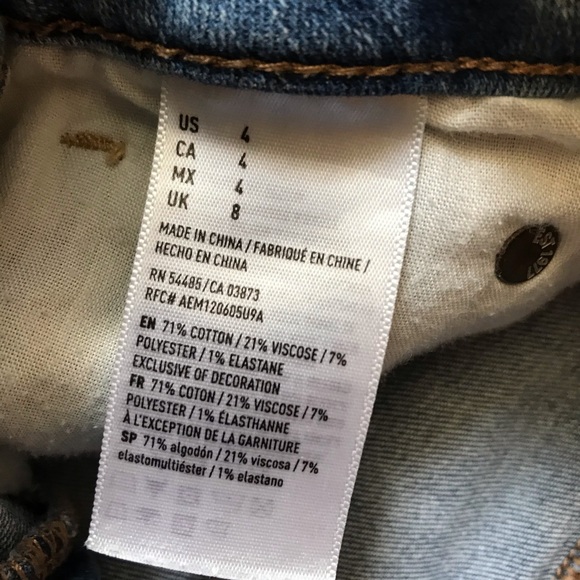 US 4
CA 4
MX 4
UK 8
MADE IN CHINA / FABRIQUÉ EN CHINE /
HECHO EN CHINA
RN 54485 / CA 03873
RFC# AEM120605U9A
EN 71% COTTON / 21% VISCOSE / 7%
POLYESTER / 1% ELASTANE
EXCLUSIVE OF DECORATION
FR 71% COTON / 21% VISCOSE / 7%
POLYESTER / 1% ÉLASTHANNE
À L'EXCEPTION DE LA GARNITURE
SP 71% algodón / 21% viscosa / 7%
elastomultiéster / 1% elastano
EST 1977